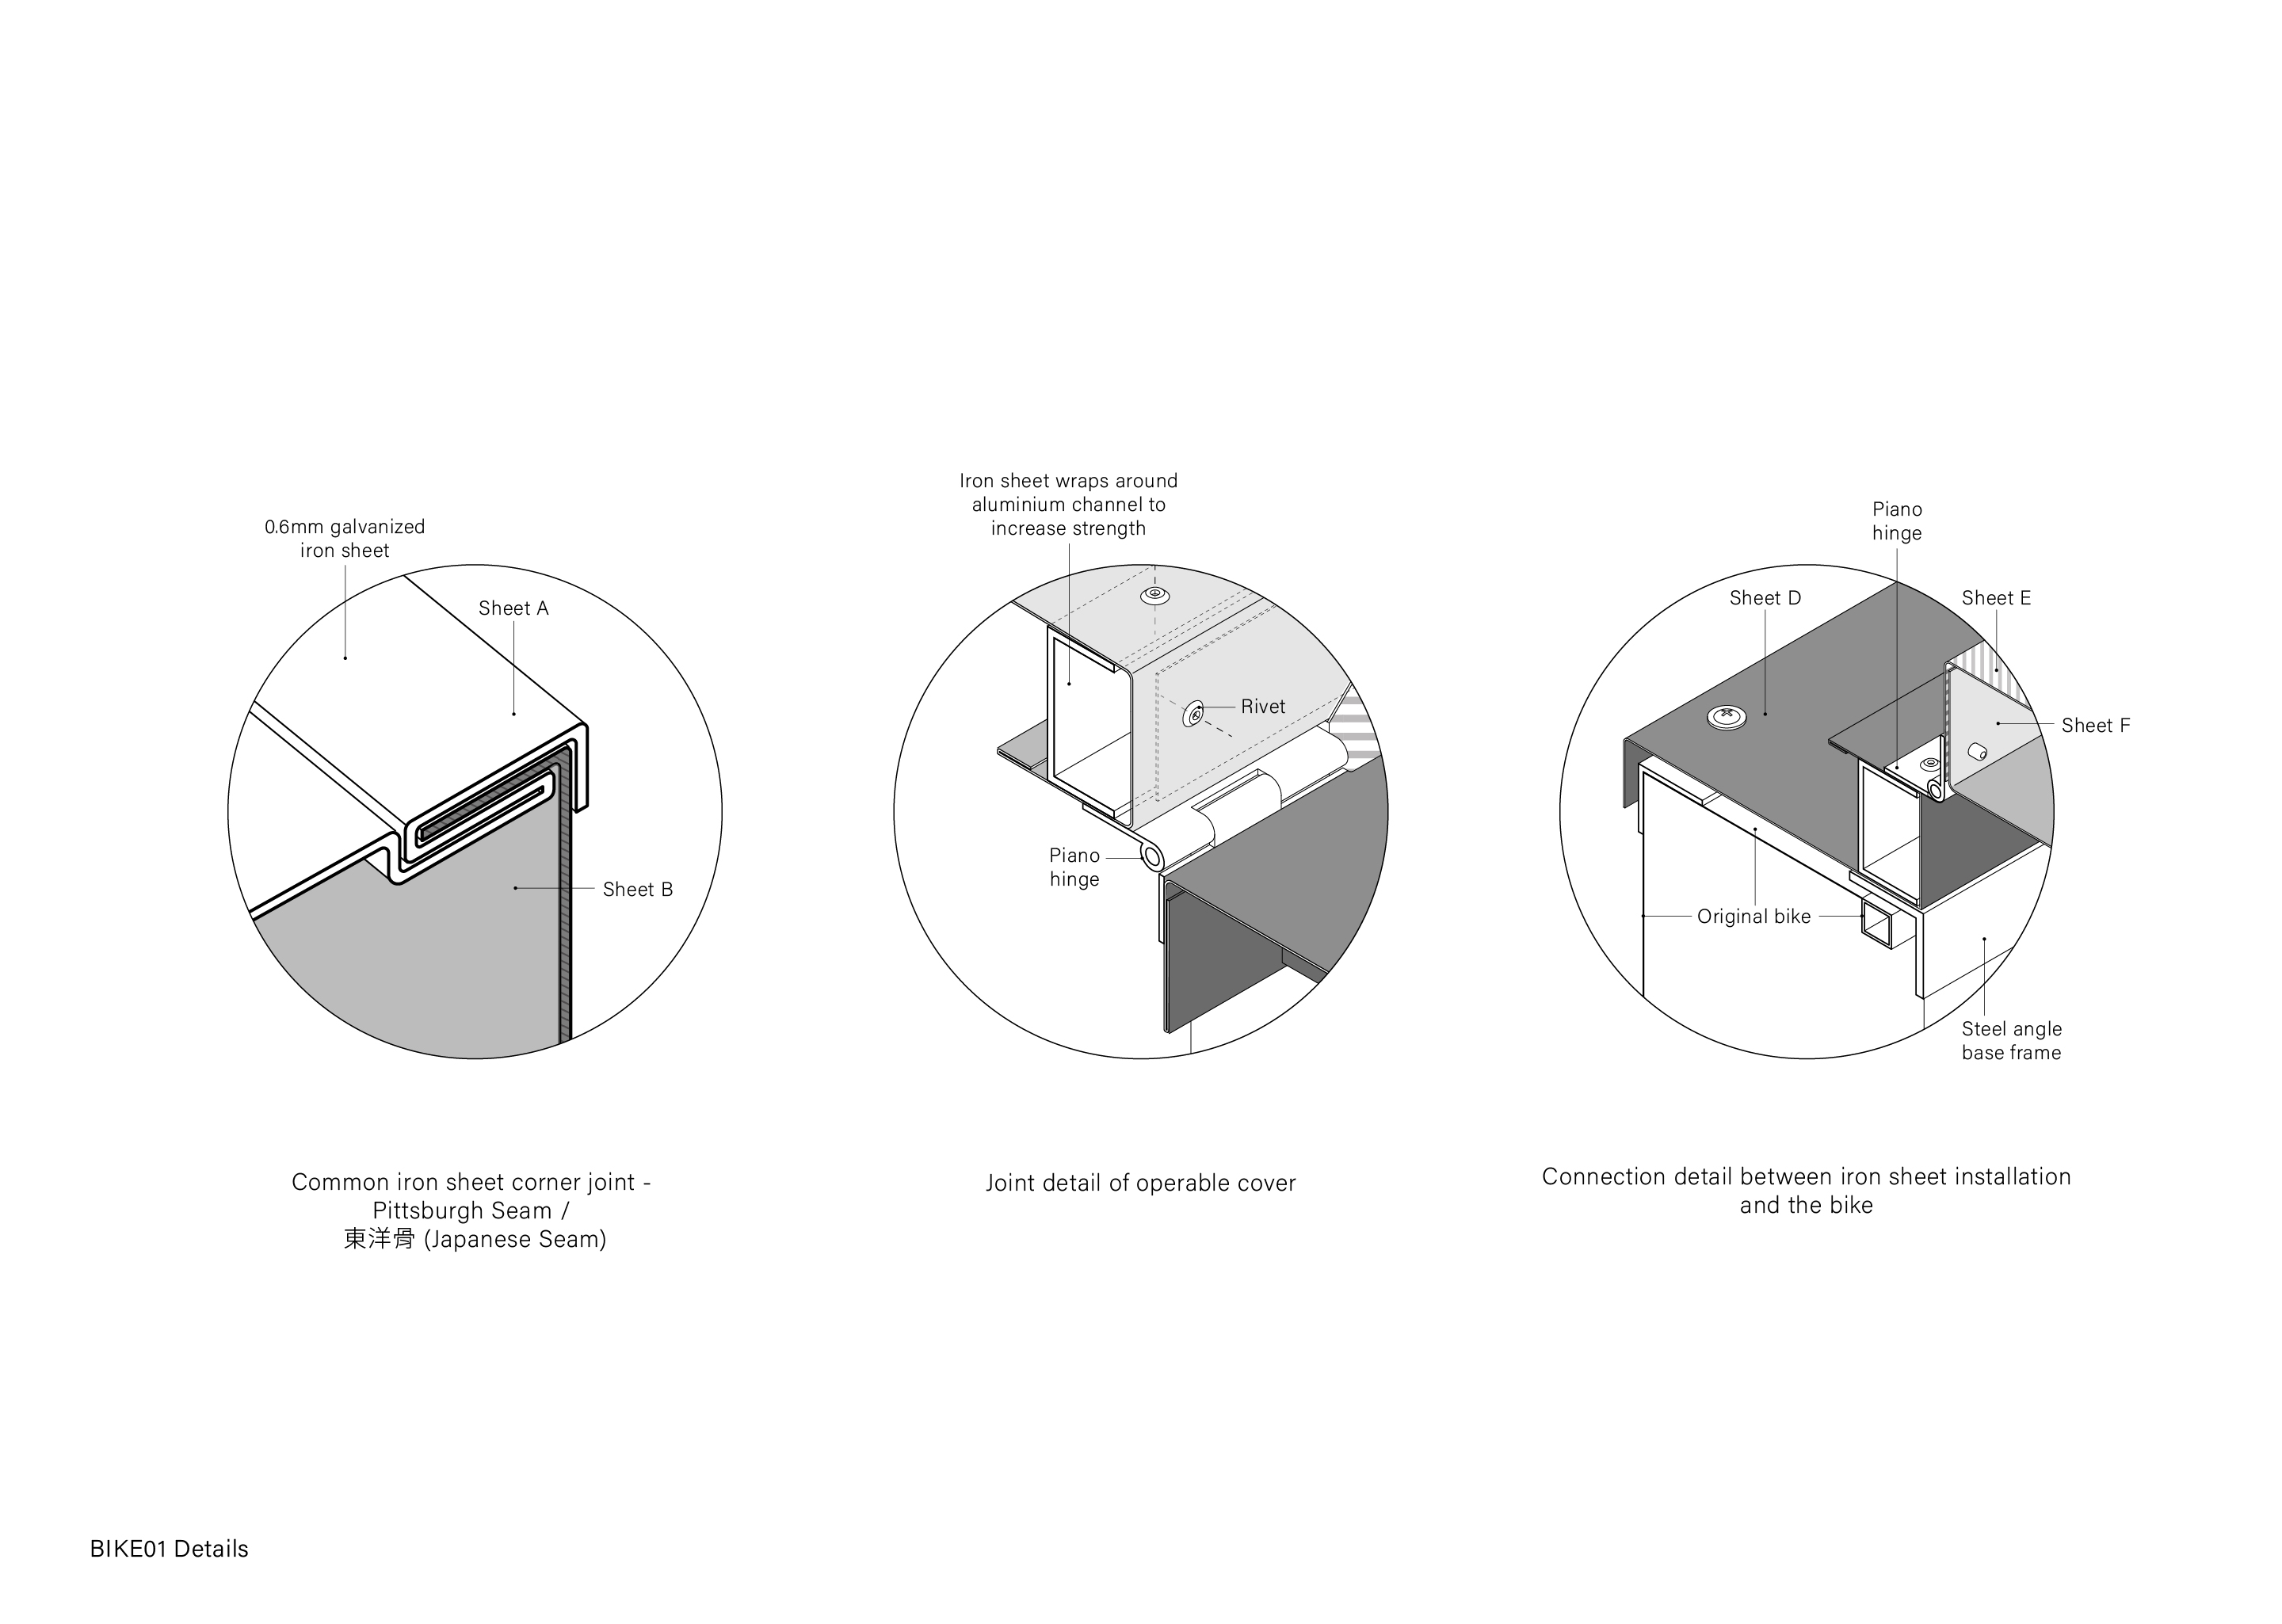 0.6mm galvanized
iron sheet
Sheet A
Sheet B
Common iron sheet corner joint -
Pittsburgh Seam /
東洋骨 (Japanese Seam)
Iron sheet wraps around
aluminium channel to
increase strength
Rivet
Piano
hinge
Joint detail of operable cover
Piano
hinge
Sheet D
Sheet E
Sheet F
Original bike
Steel angle
base frame
Connection detail between iron sheet installation
and the bike
BIKE01 Details